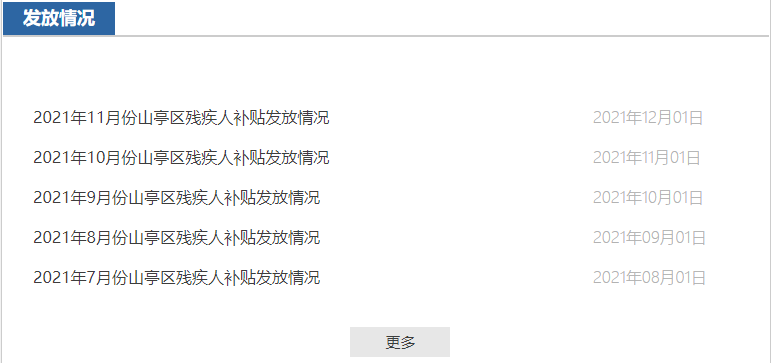 发放情况
2021年11月份山亭区残疾人补贴发放情况 2021年12月01日
2021年10月份山亭区残疾人补贴发放情况 2021年11月01日
2021年9月份山亭区残疾人补贴发放情况 2021年10月01日
2021年8月份山亭区残疾人补贴发放情况 2021年09月01日
2021年7月份山亭区残疾人补贴发放情况 2021年08月01日
更多